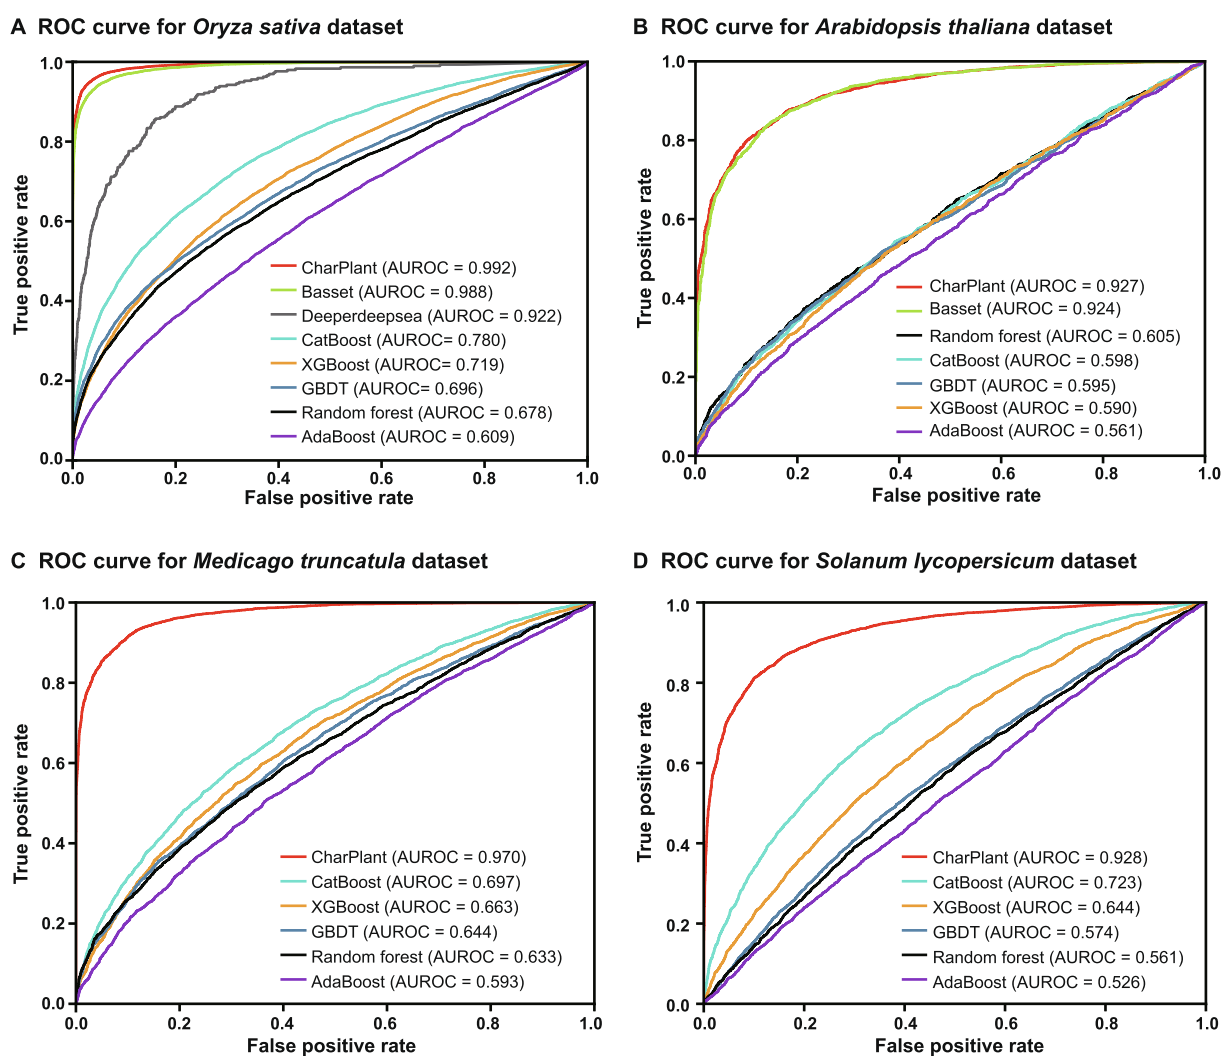 A ROC curve for Oryza sativa dataset
1.0
0.8
0.6
0.4
0.2
0.0
True positive rate
CharPlant (AUROC = 0.992)
Basset (AUROC = 0.988)
Deeperdeepsea (AUROC = 0.922)
CatBoost (AUROC= 0.780)
XGBoost (AUROC=0.719)
GBDT (AUROC= 0.696)
Random forest (AUROC = 0.678)
AdaBoost (AUROC = 0.609)
0.0 0.2 0.4 0.6 0.8 1.0
False positive rate
B ROC curve for Arabidopsis thaliana dataset
1.0
0.8
0.6
0.4
0.2
0.0
True positive rate
CharPlant (AUROC = 0.927)
Basset (AUROC = 0.924)
Random forest (AUROC = 0.605)
CatBoost (AUROC = 0.598)
GBDT (AUROC = 0.595)
XGBoost (AUROC = 0.590)
AdaBoost (AUROC = 0.561)
0.0 0.2 0.4 0.6 0.8 1.0
False positive rate
C ROC curve for Medicago truncatula dataset
1.0
0.8
0.6
0.4
0.2
0.0
True positive rate
CharPlant (AUROC = 0.970)
CatBoost (AUROC = 0.697)
XGBoost (AUROC = 0.663)
GBDT (AUROC = 0.644)
Random forest (AUROC = 0.633)
AdaBoost (AUROC = 0.593)
0.0 0.2 0.4 0.6 0.8 1.0
False positive rate
D ROC curve for Solanum lycopersicum dataset
1.0
0.8
0.6
0.4
0.2
0.0
True positive rate
CharPlant (AUROC = 0.928)
CatBoost (AUROC = 0.723)
XGBoost (AUROC = 0.644)
GBDT (AUROC = 0.574)
Random forest (AUROC = 0.561)
AdaBoost (AUROC = 0.526)
0.0 0.2 0.4 0.6 0.8 1.0
False positive rate